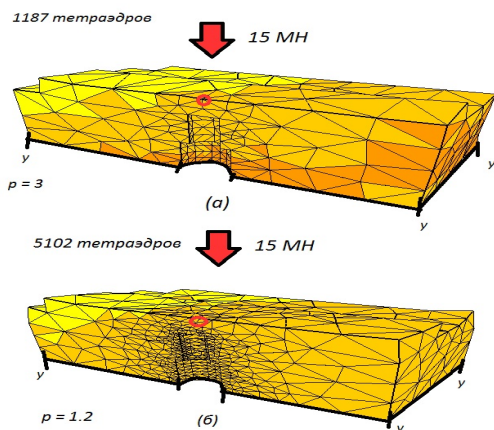 1187 тетраэдров
15 МН
y
y
p = 3
(а)
y
5102 тетраэдров
15 МН
y
y
p = 1.2
(б)
y